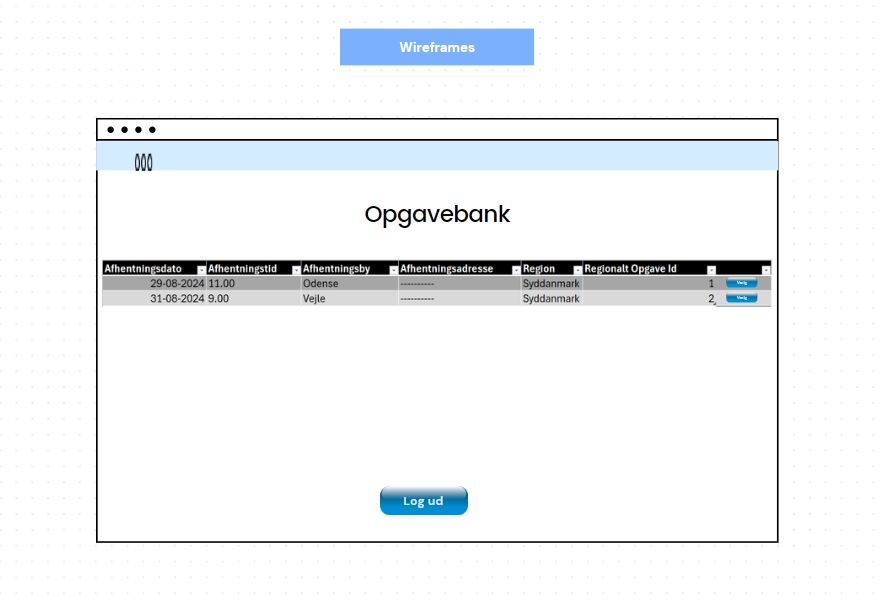 Wireframes
Opgavebank
Afhentningsdato Afhentningstid Afhentningsby Afhentningsadresse Region Regionalt Opgave Id
29-08-2024 11.00 Odense ---------- Syddanmark 1 Vælg
31-08-2024 9.00 Vejle ---------- Syddanmark 2 Vælg
Log ud